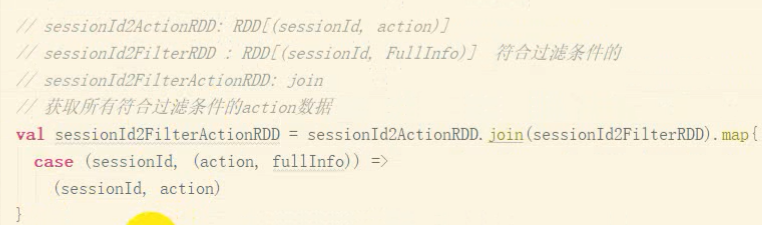 // sessionId2ActionRDD: RDD[(sessionId, action)]
// sessionId2FilterRDD : RDD[(sessionId, FullInfo)]  符合过滤条件的
// sessionId2FilterActionRDD: join
// 获取所有符合过滤条件的action数据
val sessionId2FilterActionRDD = sessionId2ActionRDD.join(sessionId2FilterRDD).map{
  case (sessionId, (action, fullInfo)) =>
    (sessionId, action)
}